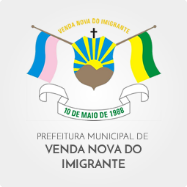 VENDA NOVA DO IMIGRANTE
10 DE MAIO DE 1988
PREFEITURA MUNICIPAL DE
VENDA NOVA DO
IMIGRANTE